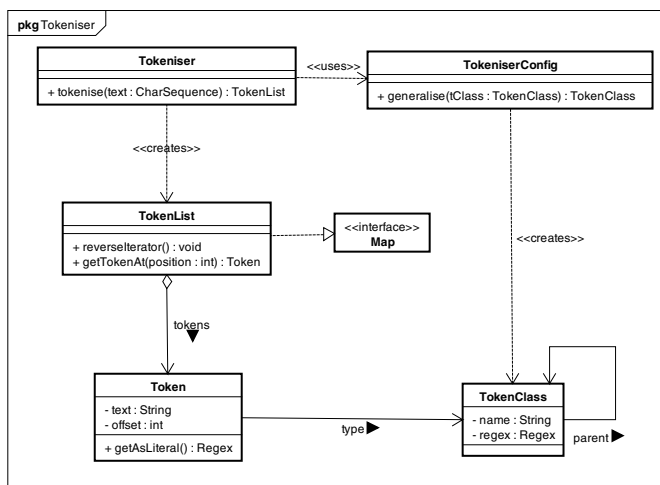 pkg Tokeniser
Tokeniser
+ tokenise(text : CharSequence) : TokenList
<<uses>>
TokeniserConfig
+ generalise(tClass : TokenClass) : TokenClass
<<creates>>
TokenList
+ reverseIterator() : void
+ getTokenAt(position : int) : Token
<<interface>>
Map
<<creates>>
tokens
Token
- text : String
- offset : int
+ getAsLiteral() : Regex
type
TokenClass
- name : String
- regex : Regex
parent